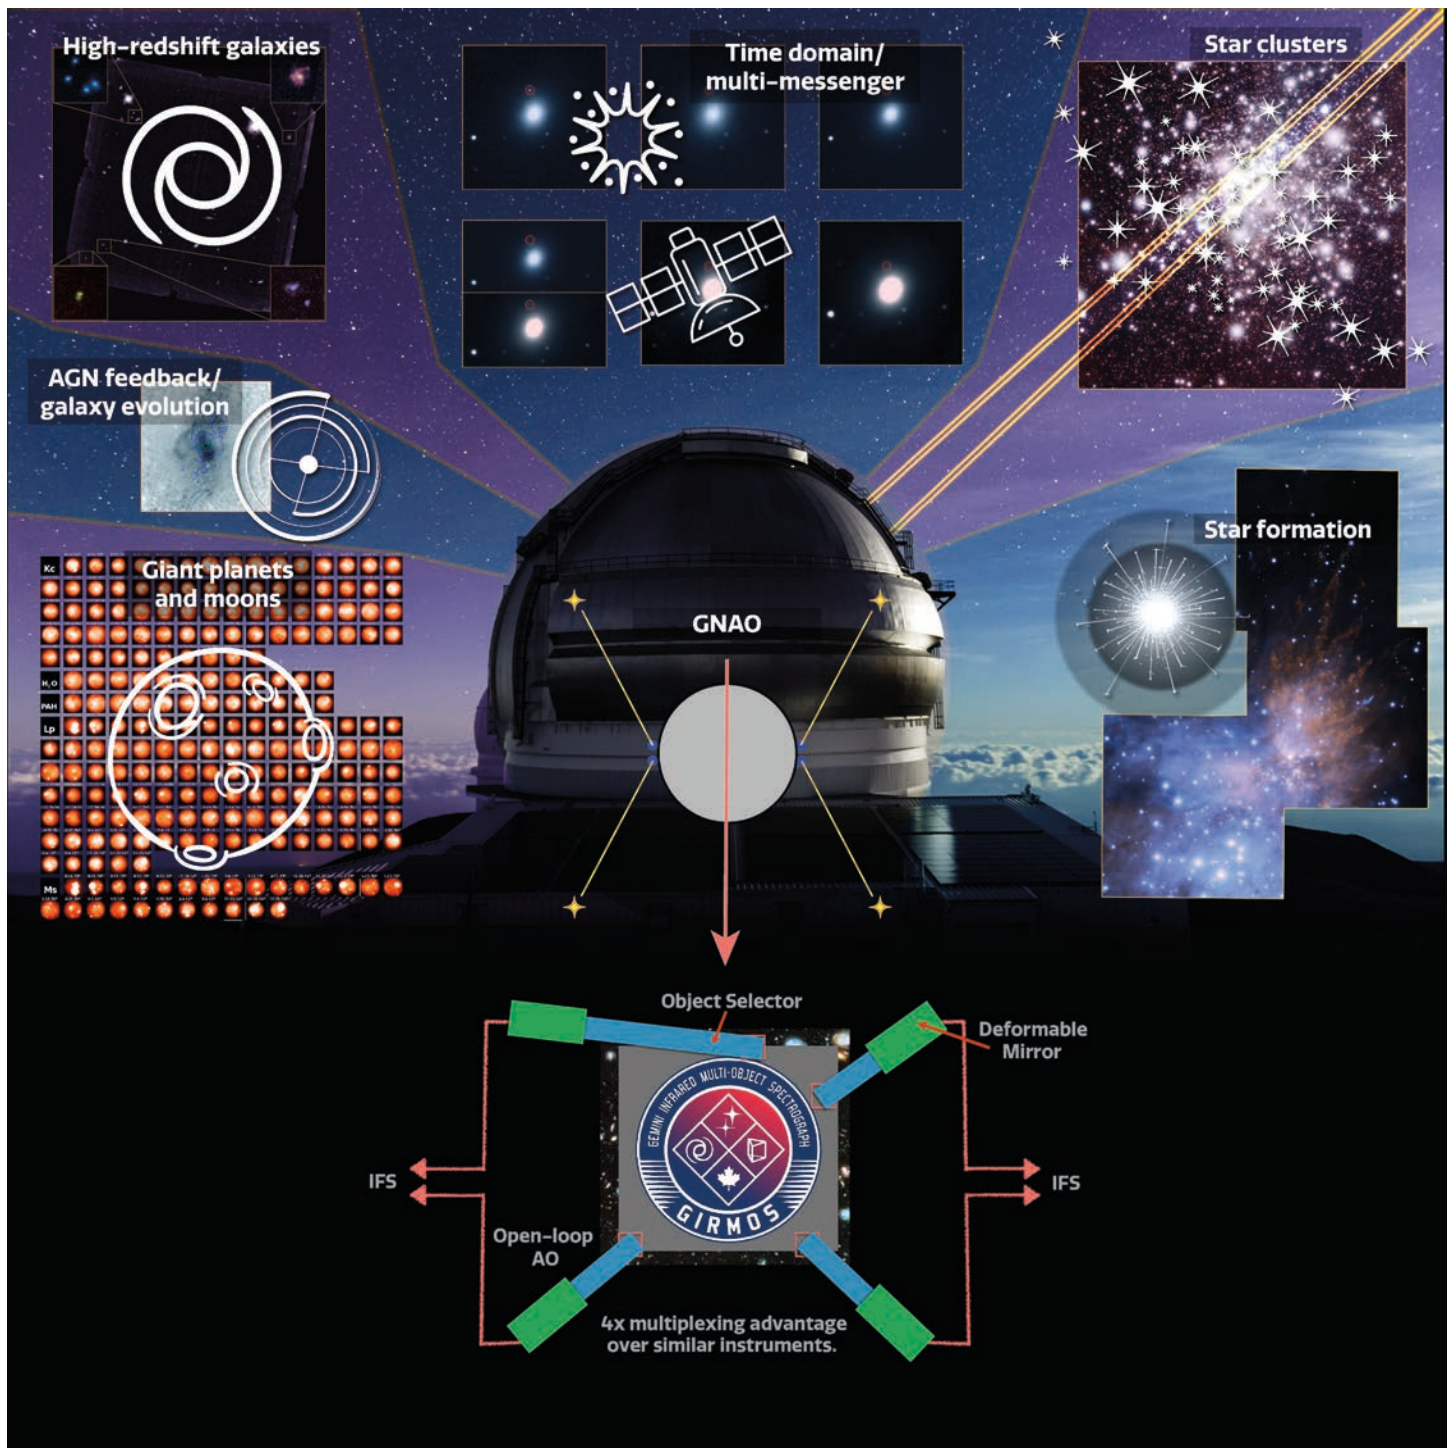 High-redshift galaxies
Time domain/
multi-messenger
Star clusters
AGN feedback/
galaxy evolution
Star formation
Giant planets
and moons
Kc
H₂O
PAH
Lp
Ms
GNAO
Object Selector
Deformable
Mirror
GEMINI INFRARED MULTI-OBJECT SPECTROGRAPH
GIRMOS
IFS
IFS
Open-loop
AO
4x multiplexing advantage
over similar instruments.